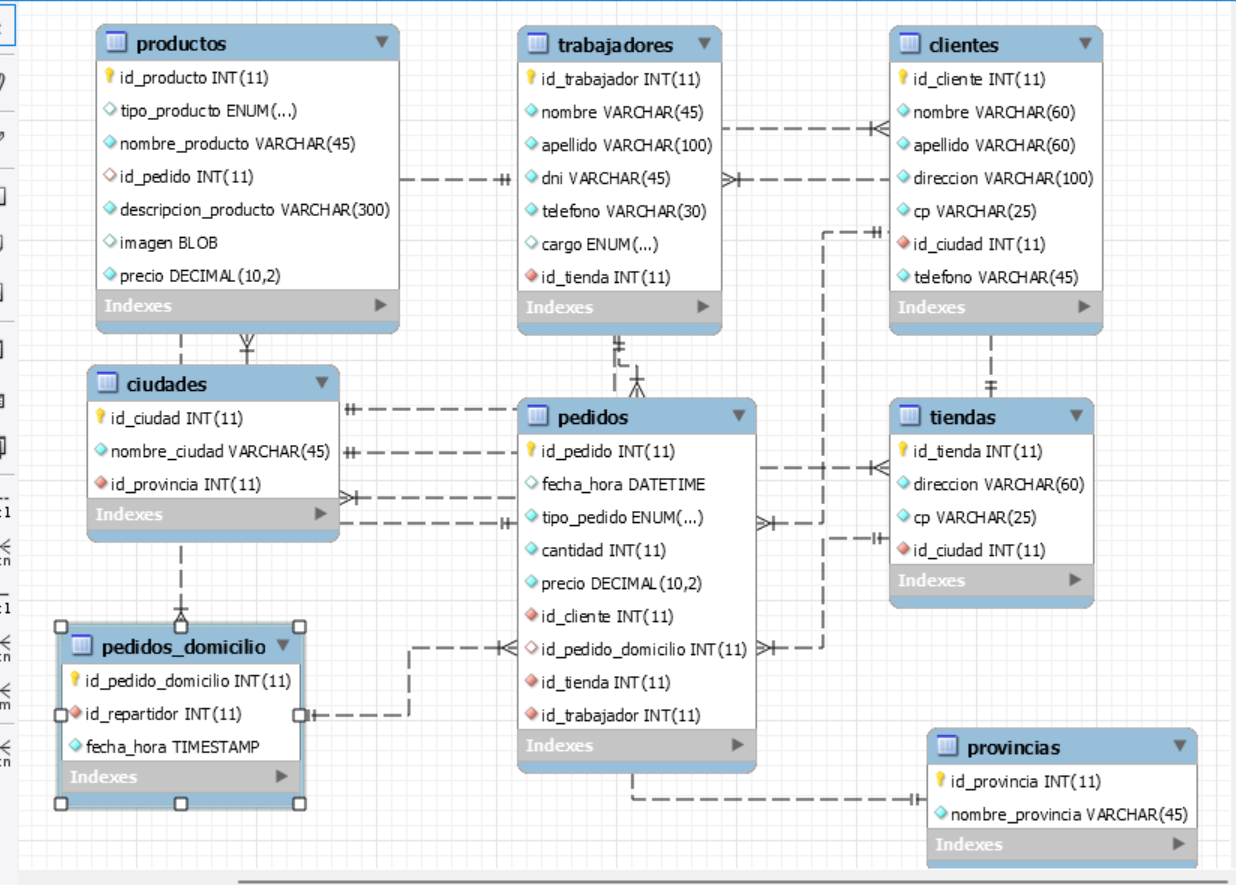 productos
id_producto INT(11)
tipo_producto ENUM(...)
nombre_producto VARCHAR(45)
id_pedido INT(11)
descripcion_producto VARCHAR(300)
imagen BLOB
precio DECIMAL(10,2)
Indexes
trabajadores
id_trabajador INT(11)
nombre VARCHAR(45)
apellido VARCHAR(100)
dni VARCHAR(45)
telefono VARCHAR(30)
cargo ENUM(...)
id_tienda INT(11)
Indexes
clientes
id_cliente INT(11)
nombre VARCHAR(60)
apellido VARCHAR(60)
direccion VARCHAR(100)
cp VARCHAR(25)
id_ciudad INT(11)
telefono VARCHAR(45)
Indexes
ciudades
id_ciudad INT(11)
nombre_ciudad VARCHAR(45)
id_provincia INT(11)
Indexes
pedidos
id_pedido INT(11)
fecha_hora DATETIME
tipo_pedido ENUM(...)
cantidad INT(11)
precio DECIMAL(10,2)
id_cliente INT(11)
id_pedido_domicilio INT(11)
id_tienda INT(11)
id_trabajador INT(11)
Indexes
tiendas
id_tienda INT(11)
direccion VARCHAR(60)
cp VARCHAR(25)
id_ciudad INT(11)
Indexes
pedidos_domicilio
id_pedido_domicilio INT(11)
id_repartidor INT(11)
fecha_hora TIMESTAMP
Indexes
provincias
id_provincia INT(11)
nombre_provincia VARCHAR(45)
Indexes